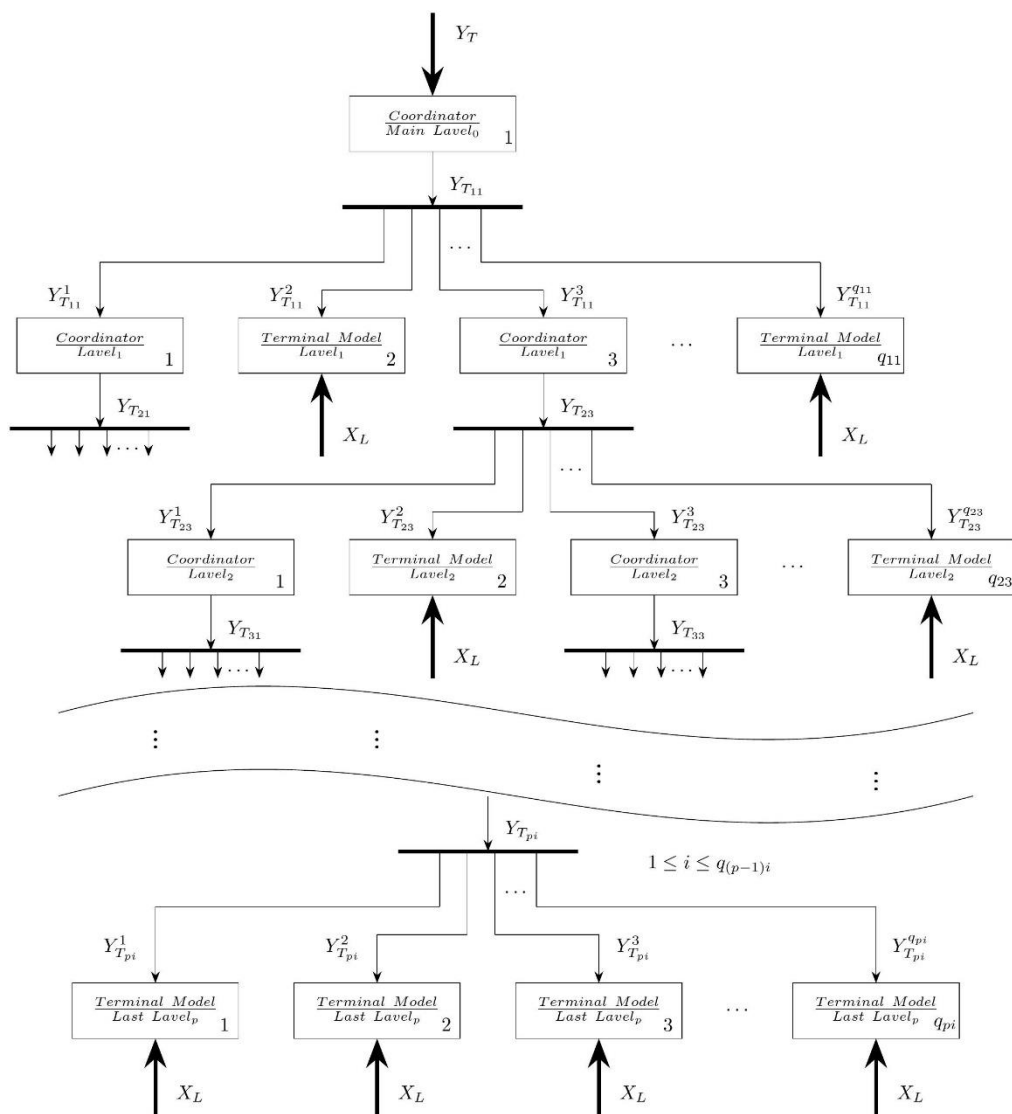 Y_T
Coordinator
Main Lavel_0
1
Y_{T_{11}}
...
Y^1_{T_{11}} Y^2_{T_{11}} Y^3_{T_{11}} Y^{q_{11}}_{T_{11}}
Coordinator Terminal Model Coordinator Terminal Model
Lavel_1 Lavel_1 Lavel_1 ... Lavel_1
1 2 3 q_{11}
Y_{T_{21}} X_L Y_{T_{23}} X_L
... ...
Y^1_{T_{23}} Y^2_{T_{23}} Y^3_{T_{23}} Y^{q_{23}}_{T_{23}}
Coordinator Terminal Model Coordinator Terminal Model
Lavel_2 Lavel_2 Lavel_2 ... Lavel_2
1 2 3 q_{23}
Y_{T_{31}} X_L Y_{T_{33}} X_L
... ...
⋮ ⋮ ⋮ ⋮
Y_{T_{pi}}
1 ≤ i ≤ q_{(p−1)i}
...
Y^1_{T_{pi}} Y^2_{T_{pi}} Y^3_{T_{pi}} Y^{q_{pi}}_{T_{pi}}
Terminal Model Terminal Model Terminal Model Terminal Model
Last Lavel_p Last Lavel_p Last Lavel_p ... Last Lavel_p
1 2 3 q_{pi}
X_L X_L X_L X_L